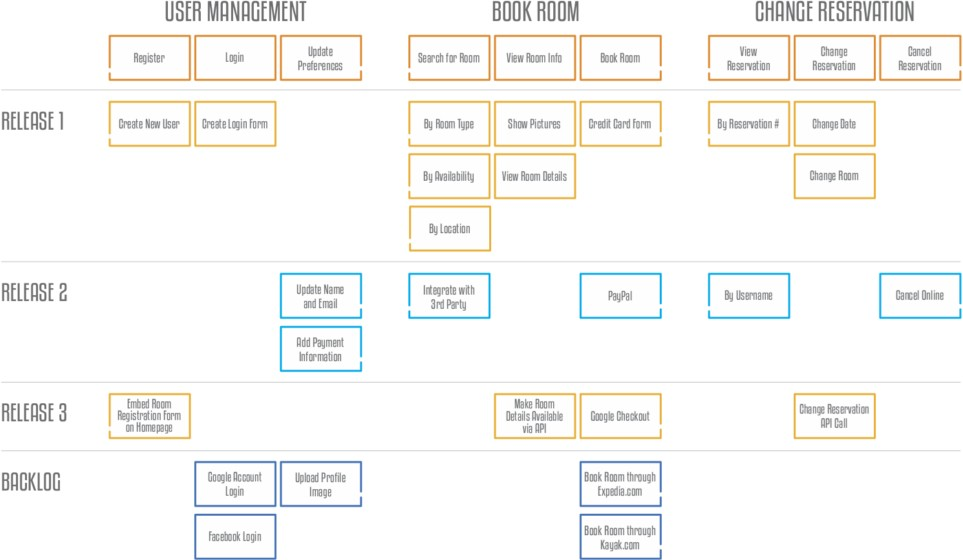 USER MANAGEMENT
BOOK ROOM
CHANGE RESERVATION
Register
Login
Update
Preferences
Search for Room
View Room Info
Book Room
View
Reservation
Change
Reservation
Cancel
Reservation
RELEASE 1
Create New User
Create Login Form
By Room Type
Show Pictures
Credit Card Form
By Reservation #
Change Date
By Availability
View Room Details
Change Room
By Location
RELEASE 2
Update Name
and Email
Integrate with
3rd Party
PayPal
By Username
Cancel Online
Add Payment
Information
RELEASE 3
Embed Room
Registration Form
on Homepage
Make Room
Details Available
via API
Google Checkout
Change Reservation
API Call
BACKLOG
Google Account
Login
Upload Profile
Image
Book Room through
Expedia.com
Facebook Login
Book Room through
Kayak.com